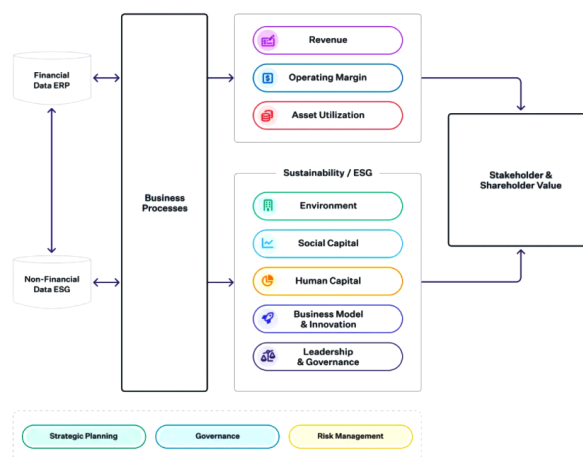 Financial
Data ERP
Non-Financial
Data ESG
Business
Processes
Revenue
Operating Margin
Asset Utilization
Sustainability / ESG
Environment
Social Capital
Human Capital
Business Model
& Innovation
Leadership
& Governance
Stakeholder &
Shareholder Value
Strategic Planning
Governance
Risk Management